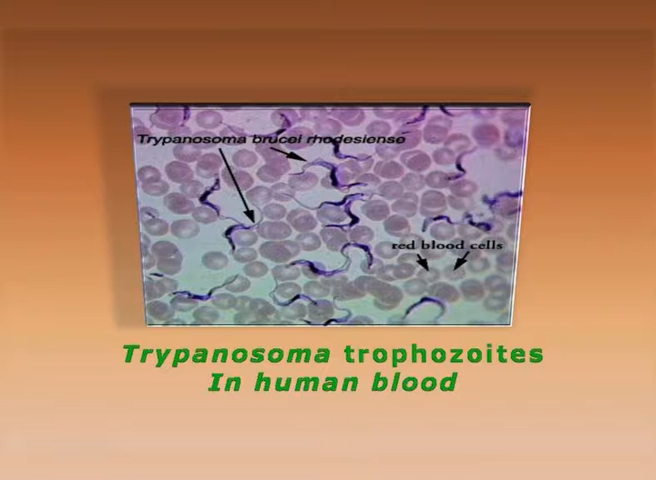 Trypanosoma brucei rhodesiense
red blood cells
Trypanosoma trophozoites
In human blood